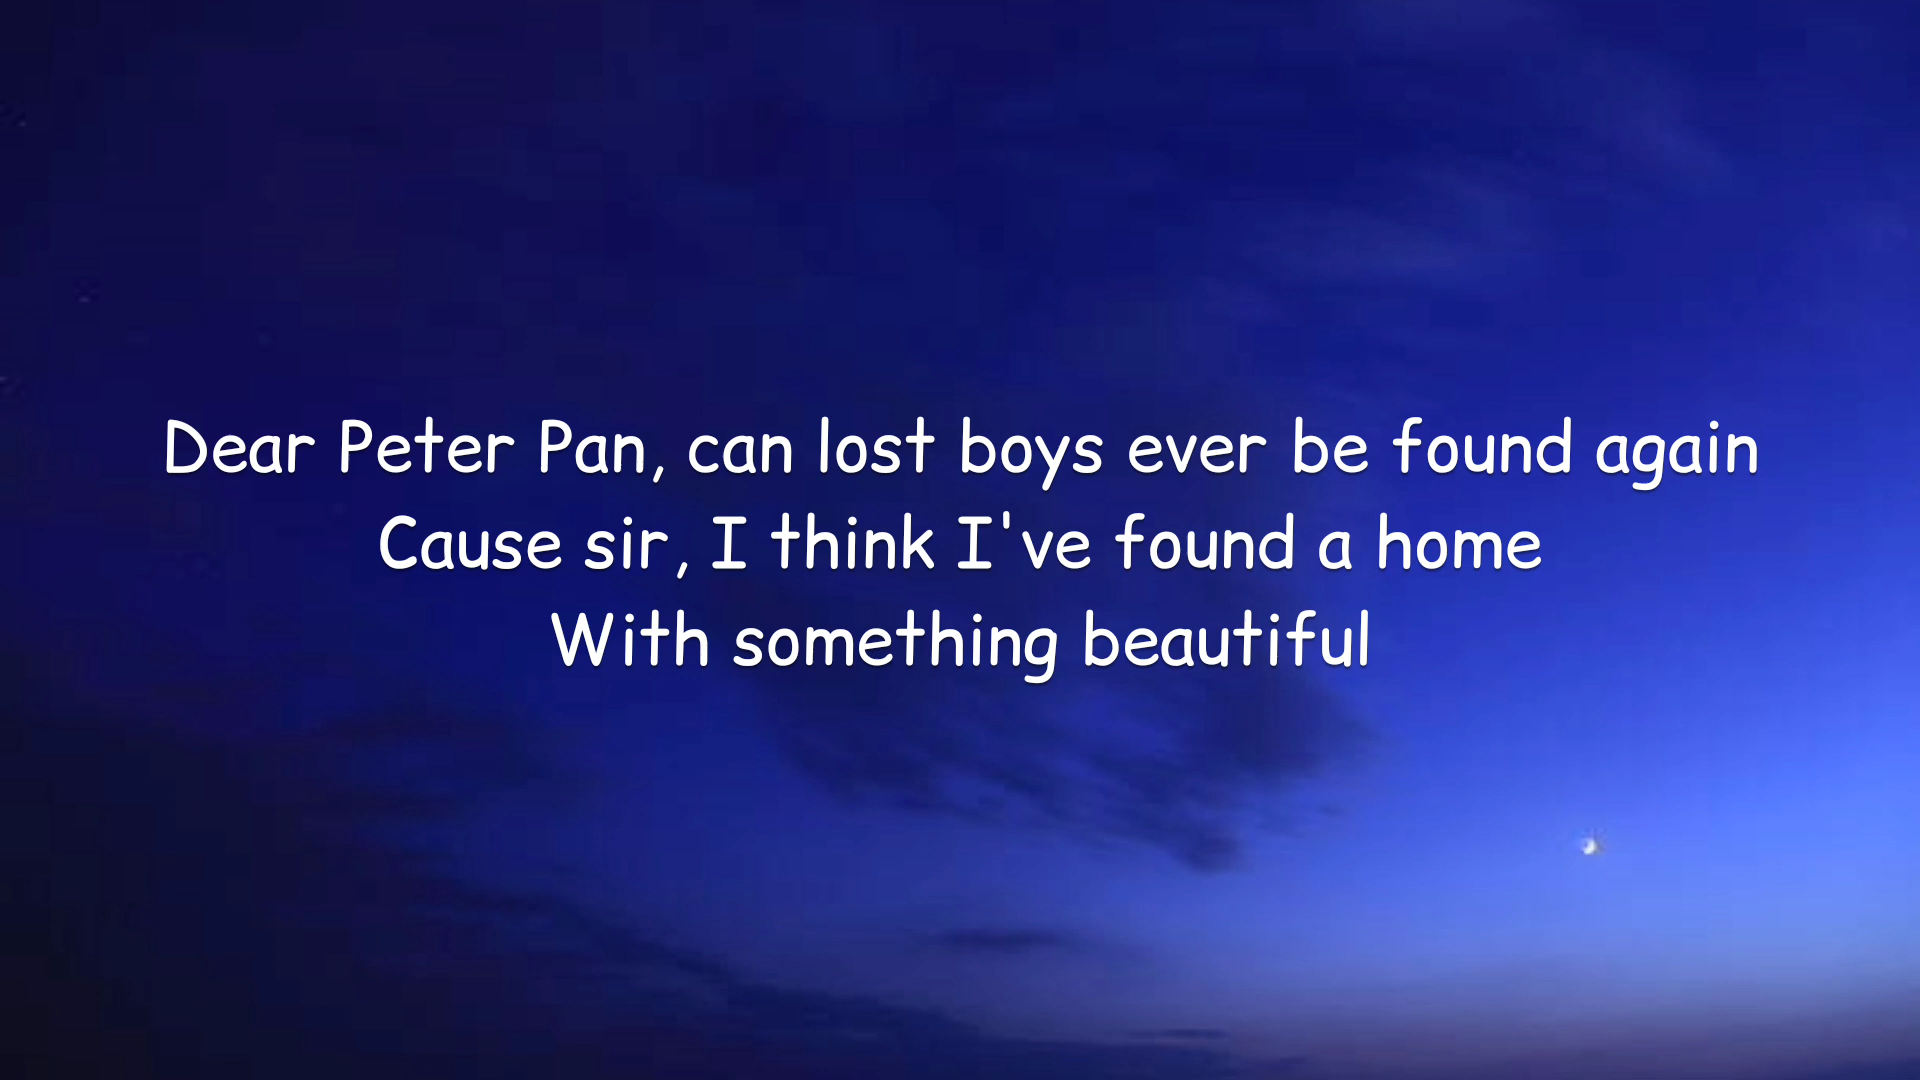 Dear Peter Pan, can lost boys ever be found again
Cause sir, I think I've found a home
With something beautiful